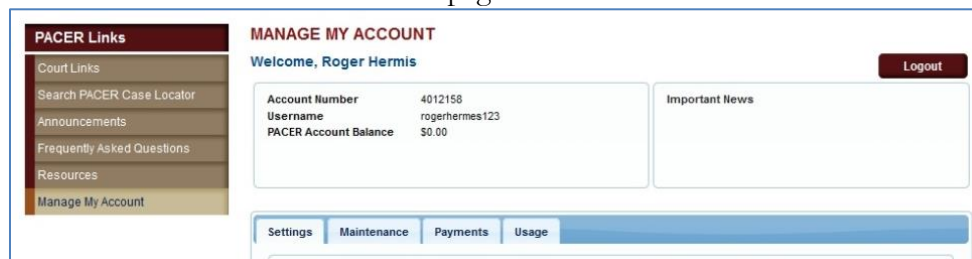 PACER Links
Court Links
Search PACER Case Locator
Announcements
Frequently Asked Questions
Resources
Manage My Account
MANAGE MY ACCOUNT
Welcome, Roger Hermis
Logout
Account Number 4012158
Username rogerhermes123
PACER Account Balance $0.00
Important News
Settings Maintenance Payments Usage